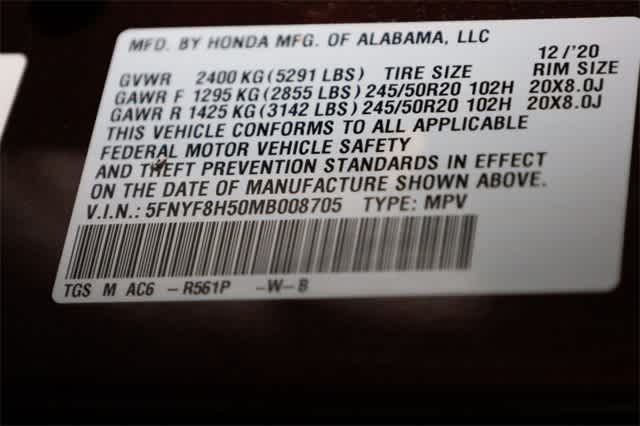 MFD. BY HONDA MFG. OF ALABAMA, LLC
12/'20
GVWR 2400 KG (5291 LBS) TIRE SIZE RIM SIZE
GAWR F 1295 KG (2855 LBS) 245/50R20 102H 20X8.0J
GAWR R 1425 KG (3142 LBS) 245/50R20 102H 20X8.0J
THIS VEHICLE CONFORMS TO ALL APPLICABLE
FEDERAL MOTOR VEHICLE SAFETY
AND THEFT PREVENTION STANDARDS IN EFFECT
ON THE DATE OF MANUFACTURE SHOWN ABOVE.
V.I.N.: 5FNYF8H50MB008705 TYPE: MPV
TGS M AC6 -R561P -W-B